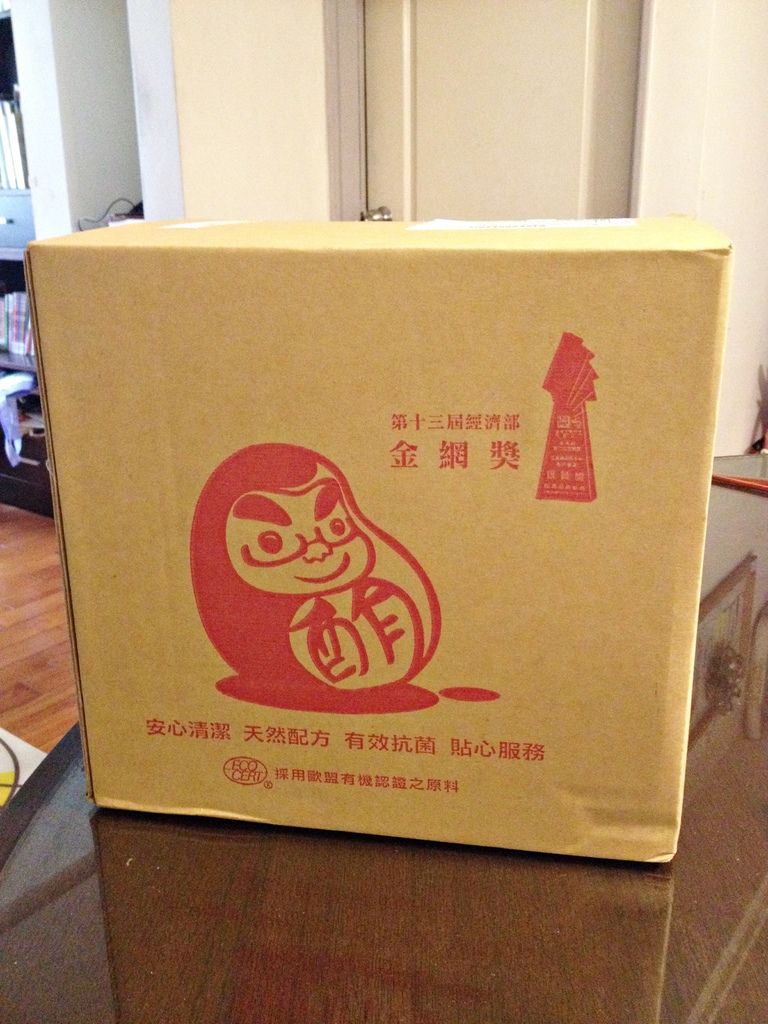 第十三屆經濟部
金網獎
酢
安心清潔 天然配方 有效抗菌 貼心服務
ECO CERT ® 採用歐盟有機認證之原料